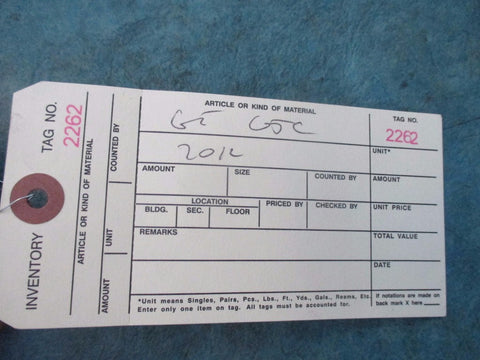 INVENTORY
TAG NO. 2262
ARTICLE OR KIND OF MATERIAL
AMOUNT UNIT COUNTED BY
ARTICLE OR KIND OF MATERIAL
TAG NO.
2262
UNIT*
AMOUNT SIZE COUNTED BY AMOUNT
LOCATION PRICED BY CHECKED BY UNIT PRICE
BLDG. SEC. FLOOR
REMARKS
TOTAL VALUE
DATE
*Unit means Singles, Pairs, Pcs., Lbs., Ft., Yds., Gals., Reams, Etc.
Enter only one item on tag. All tags must be accounted for.
If notations are made on
back mark X here